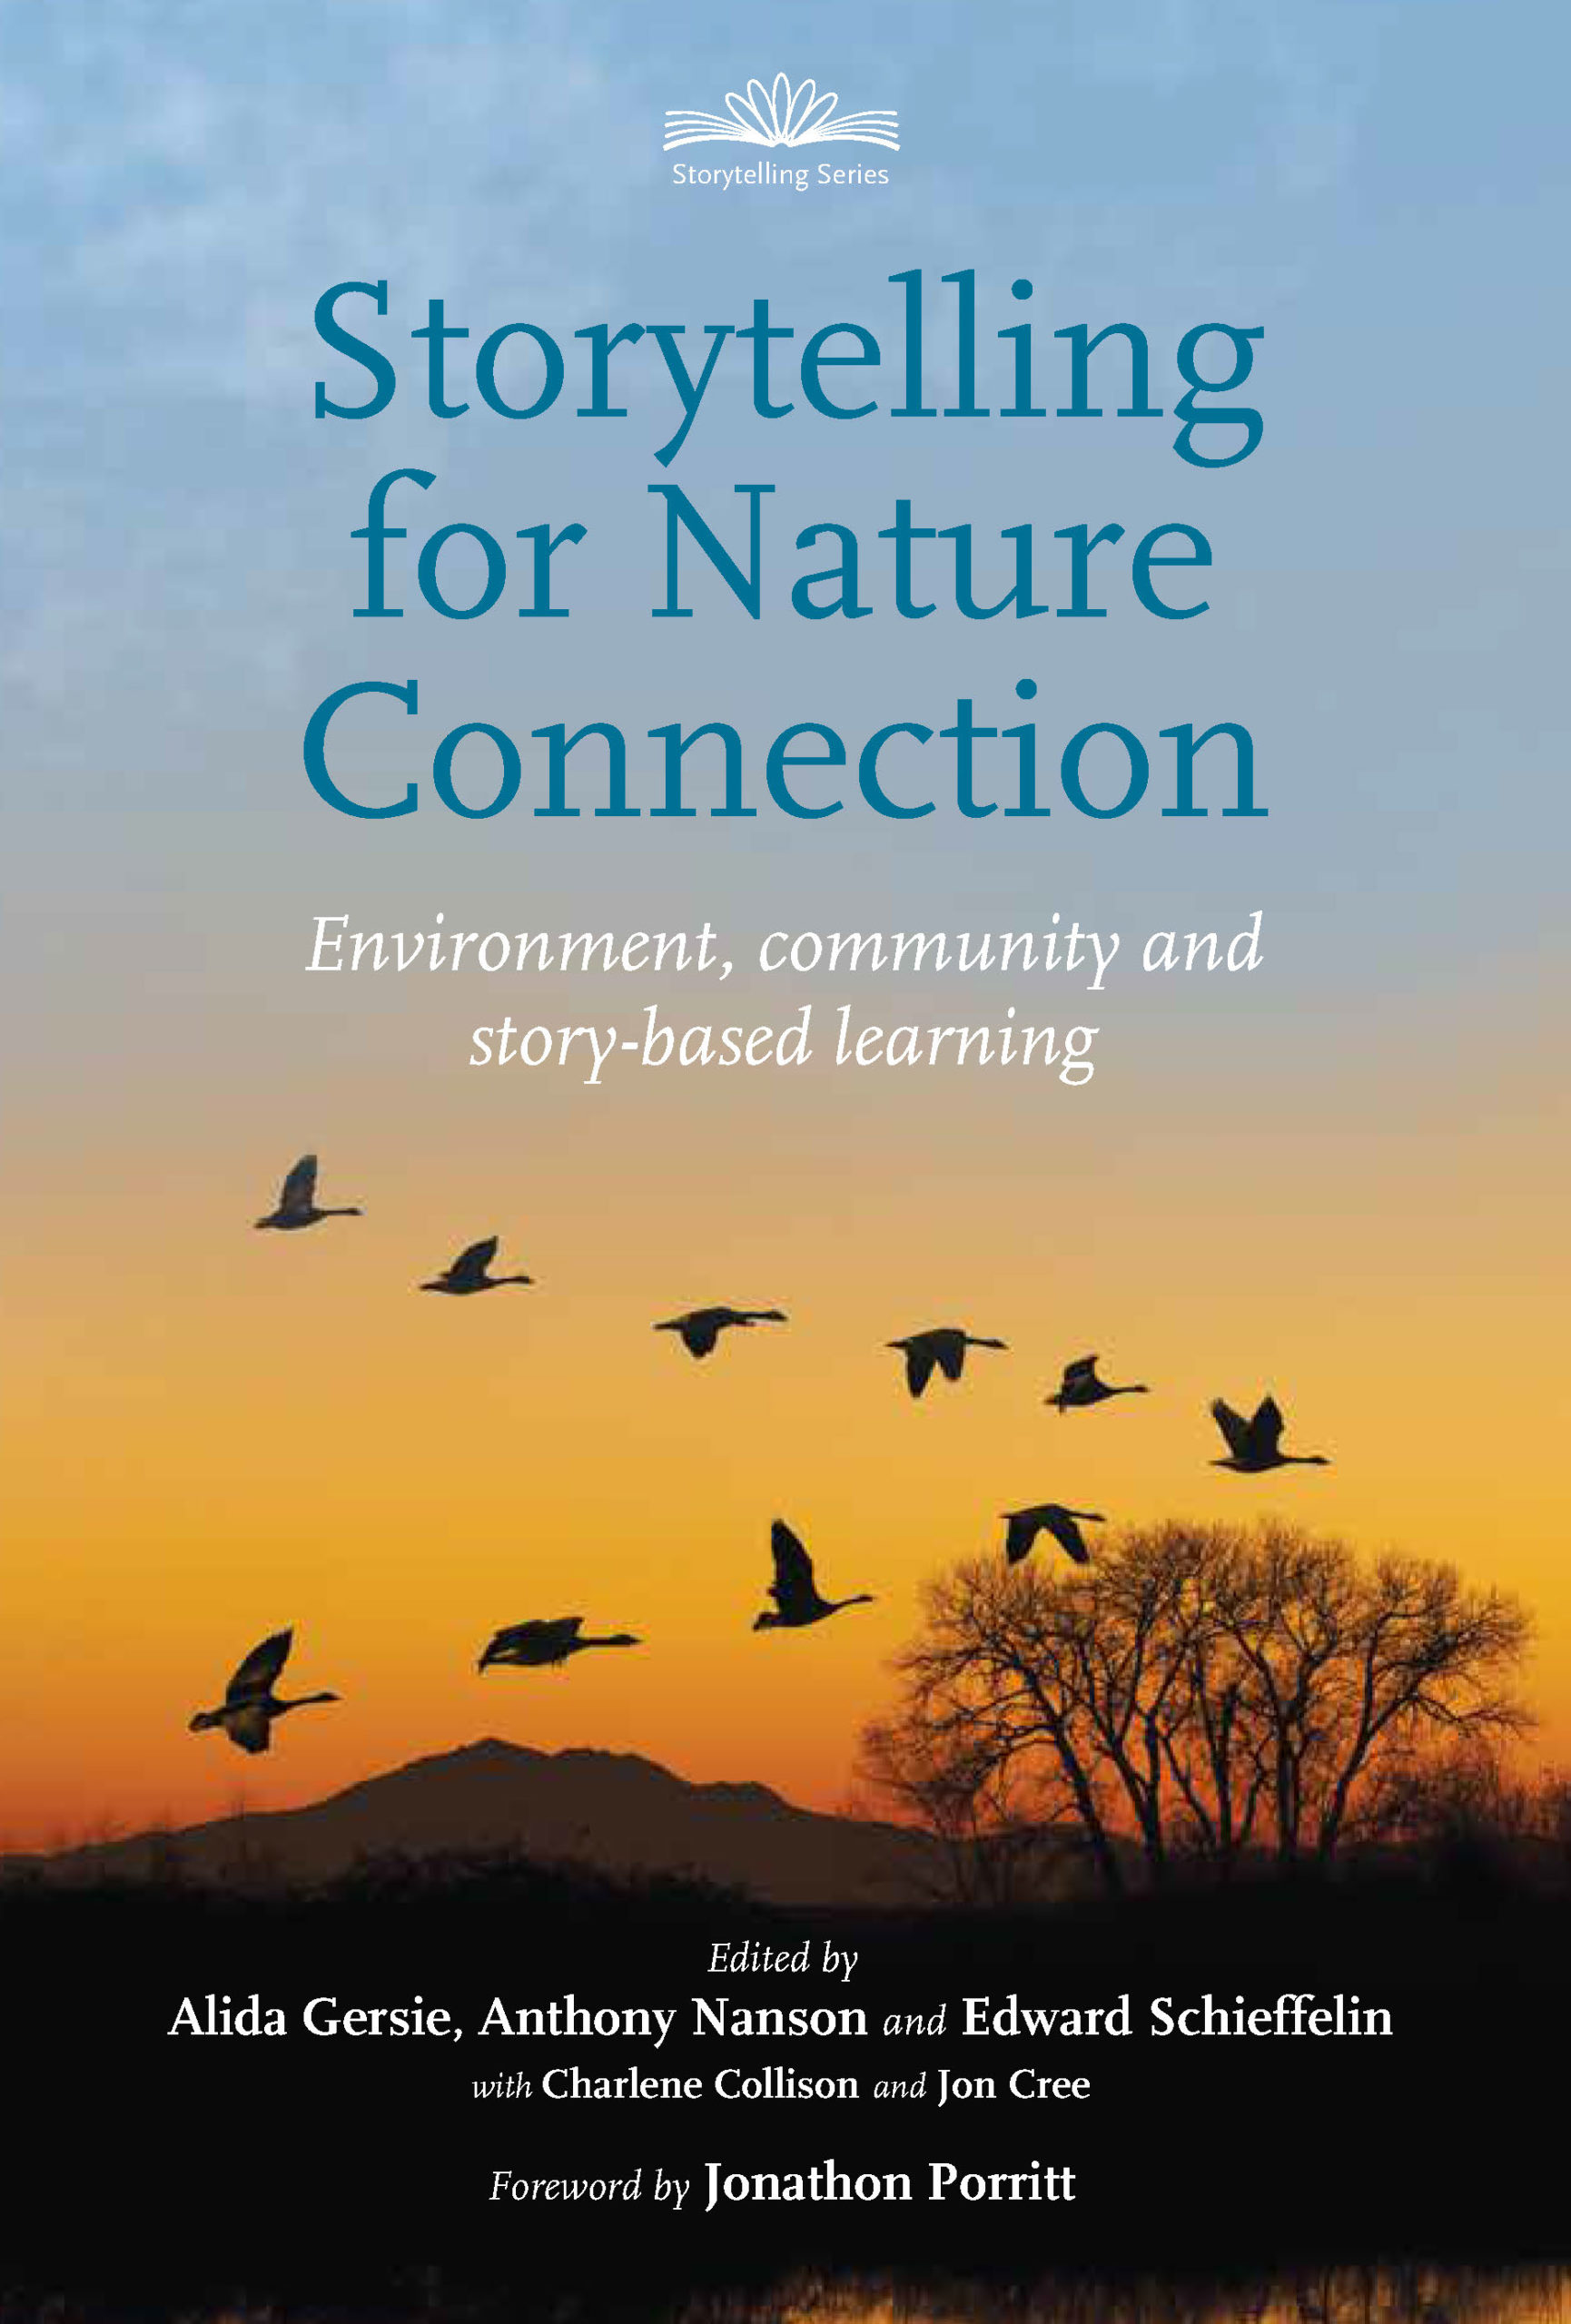 Storytelling Series
Storytelling
for Nature
Connection
Environment, community and
story-based learning
Edited by
Alida Gersie, Anthony Nanson and Edward Schieffelin
with Charlene Collison and Jon Cree
Foreword by Jonathon Porritt